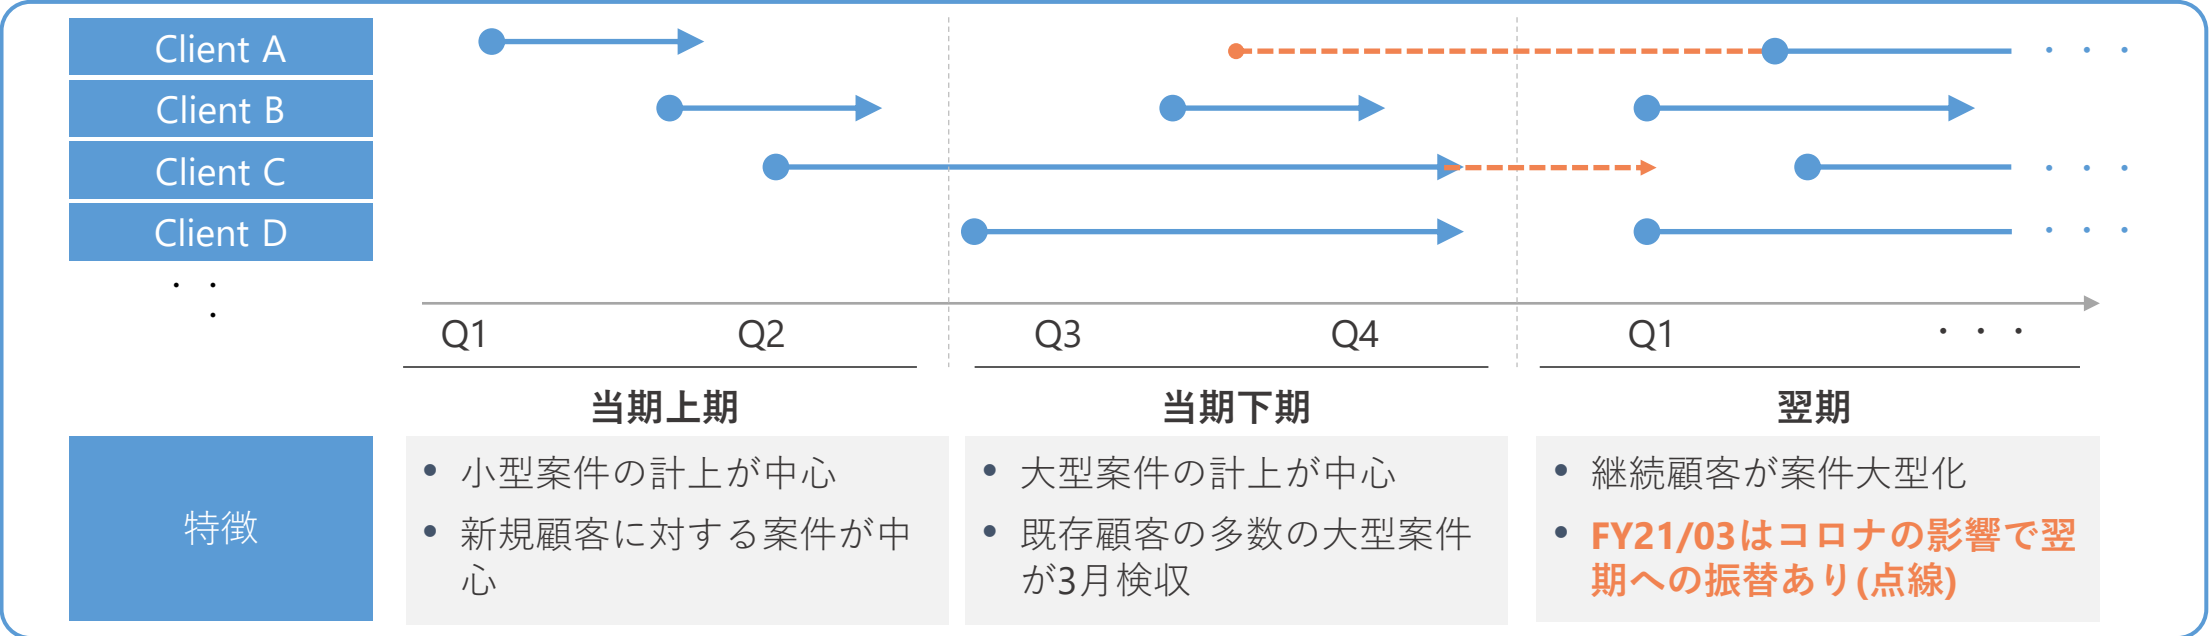 Client A
・・・
Client B
Client C
・・・
Client D
・・・
・・
・
Q1
Q2
Q3
Q4
Q1
・・・
当期上期
当期下期
翌期
特徴
• 小型案件の計上が中心
• 新規顧客に対する案件が中
心
• 大型案件の計上が中心
• 既存顧客の多数の大型案件
が3月検収
• 継続顧客が案件大型化
• FY21/03はコロナの影響で翌
期への振替あり(点線)